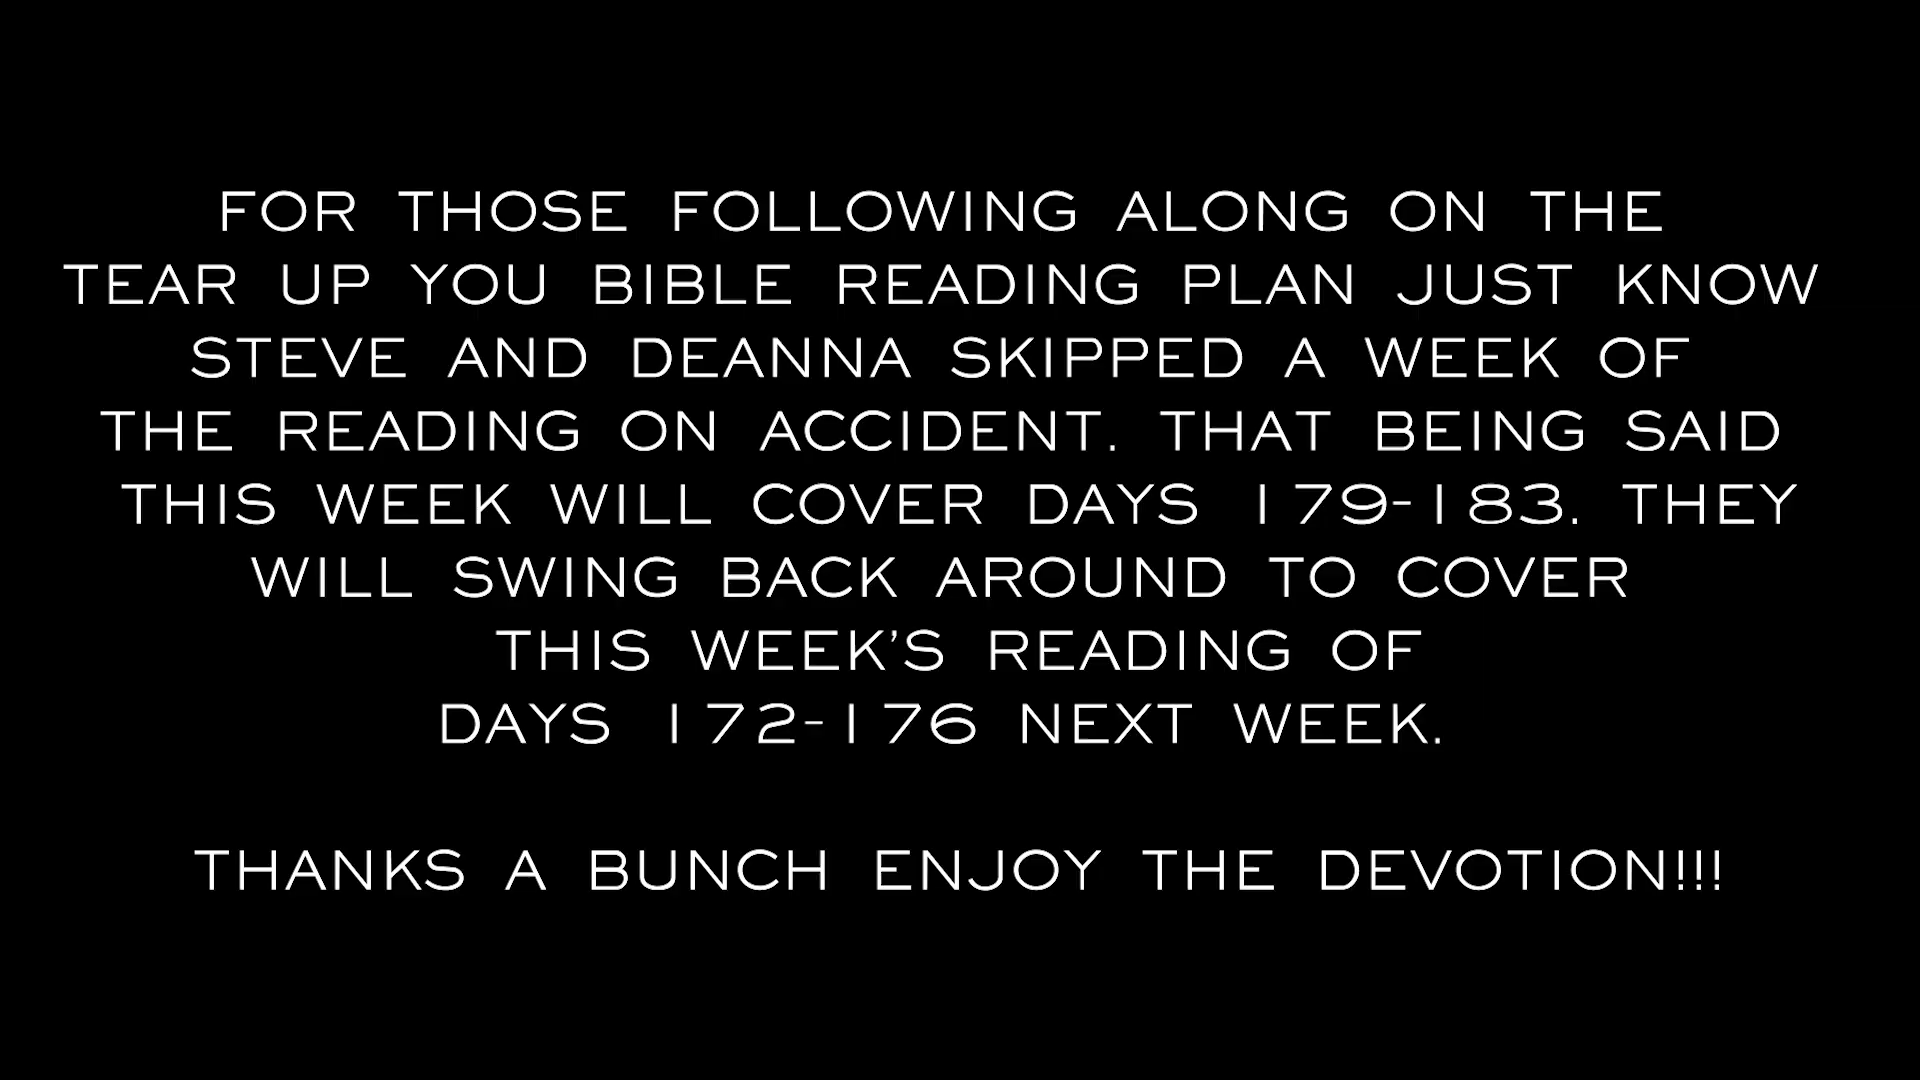 FOR THOSE FOLLOWING ALONG ON THE
TEAR UP YOU BIBLE READING PLAN JUST KNOW
STEVE AND DEANNA SKIPPED A WEEK OF
THE READING ON ACCIDENT. THAT BEING SAID
THIS WEEK WILL COVER DAYS 179-183. THEY
WILL SWING BACK AROUND TO COVER
THIS WEEK’S READING OF
DAYS 172-176 NEXT WEEK.
THANKS A BUNCH ENJOY THE DEVOTION!!!